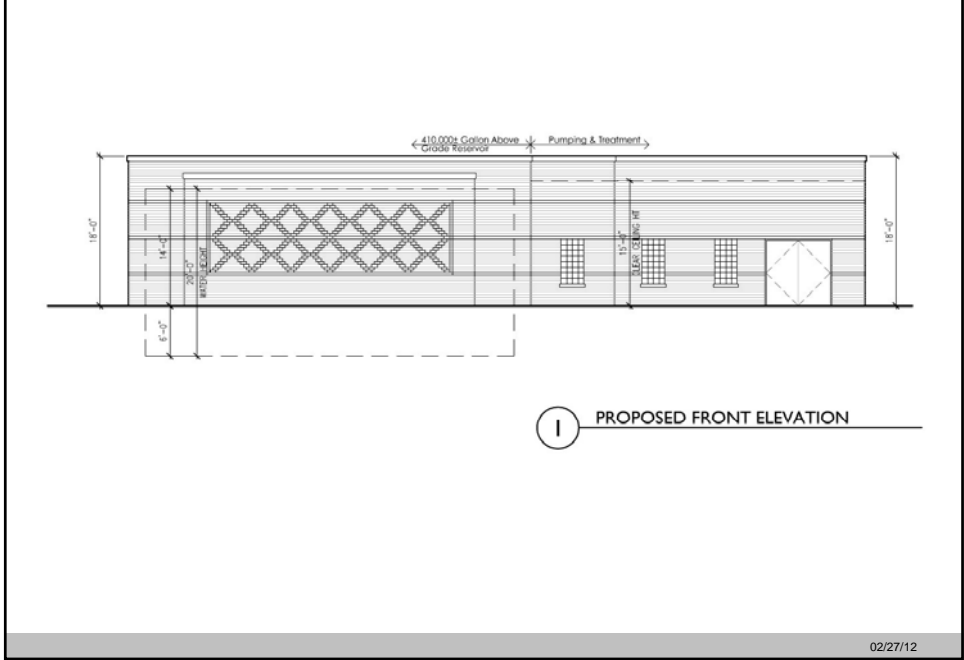 410,000± Gallon Above
Grade Reservoir
Pumping & Treatment
18'-0"
14'-0"
20'-0"
WATER HEIGHT
6'-0"
15'-0"
CLEAR CEILING HT
18'-0"
1
PROPOSED FRONT ELEVATION
02/27/12